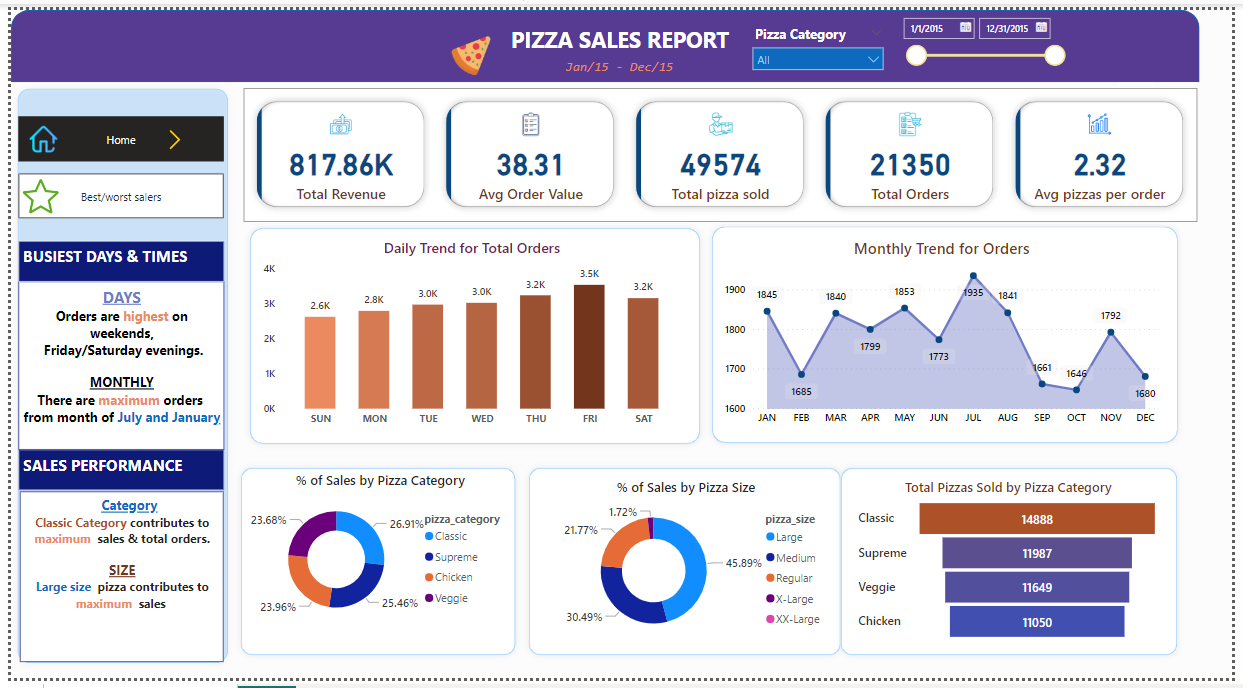 PIZZA SALES REPORT
Jan/15 - Dec/15
Pizza Category
All
1/1/2015
12/31/2015
Home
Best/worst salers
BUSIEST DAYS & TIMES
DAYS
Orders are highest on
weekends,
Friday/Saturday evenings.
MONTHLY
There are maximum orders
from month of July and January
SALES PERFORMANCE
Category
Classic Category contributes to
maximum sales & total orders.
SIZE
Large size pizza contributes to
maximum sales
817.86K
Total Revenue
38.31
Avg Order Value
49574
Total pizza sold
21350
Total Orders
2.32
Avg pizzas per order
Daily Trend for Total Orders
4K
3K
2K
1K
0K
2.6K
2.8K
3.0K
3.0K
3.2K
3.5K
3.2K
SUN
MON
TUE
WED
THU
FRI
SAT
Monthly Trend for Orders
1900
1800
1700
1600
1845
1685
1840
1799
1853
1773
1935
1841
1661
1646
1792
1680
JAN
FEB
MAR
APR
MAY
JUN
JUL
AUG
SEP
OCT
NOV
DEC
% of Sales by Pizza Category
26.91%
25.46%
23.96%
23.68%
pizza_category
Classic
Supreme
Chicken
Veggie
% of Sales by Pizza Size
1.72%
21.77%
45.89%
30.49%
pizza_size
Large
Medium
Regular
X-Large
XX-Large
Total Pizzas Sold by Pizza Category
Classic
14888
Supreme
11987
Veggie
11649
Chicken
11050